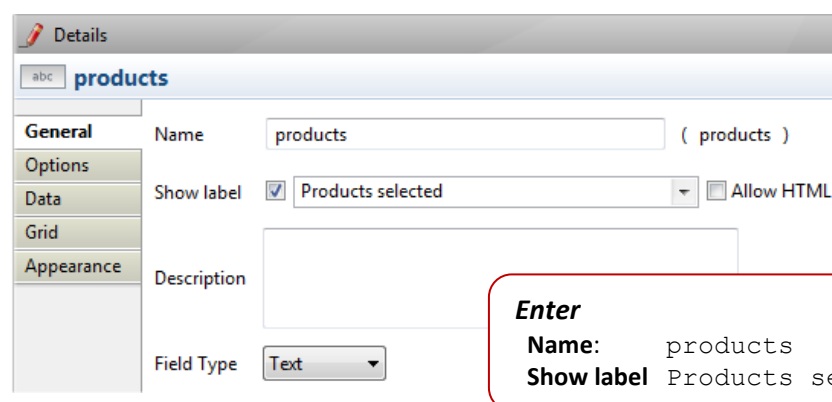 Details
abc products
General
Options
Data
Grid
Appearance
Name products ( products )
Show label Products selected Allow HTML
Description
Field Type Text
Enter
Name: products
Show label Products se